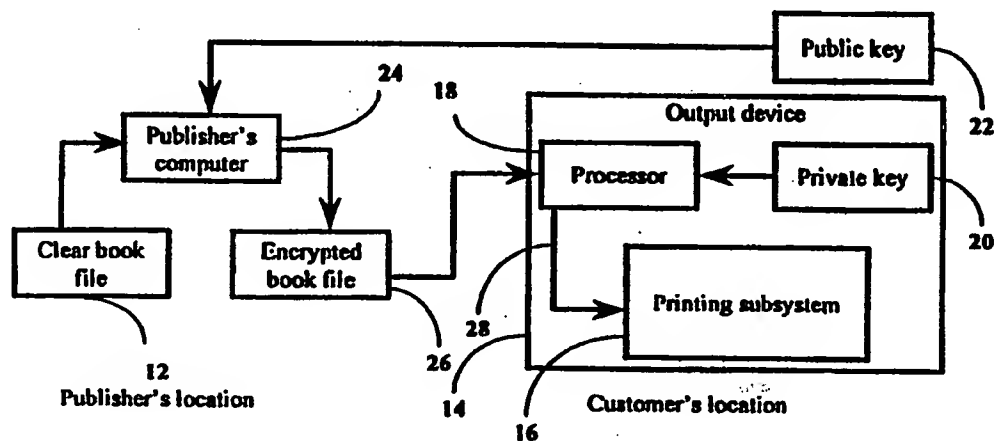 Public key
24
18
Output device
22
Publisher's
computer
Processor
Private key
20
Clear book
file
Encrypted
book file
Printing subsystem
28
12
26
Publisher's location
14
Customer's location
16